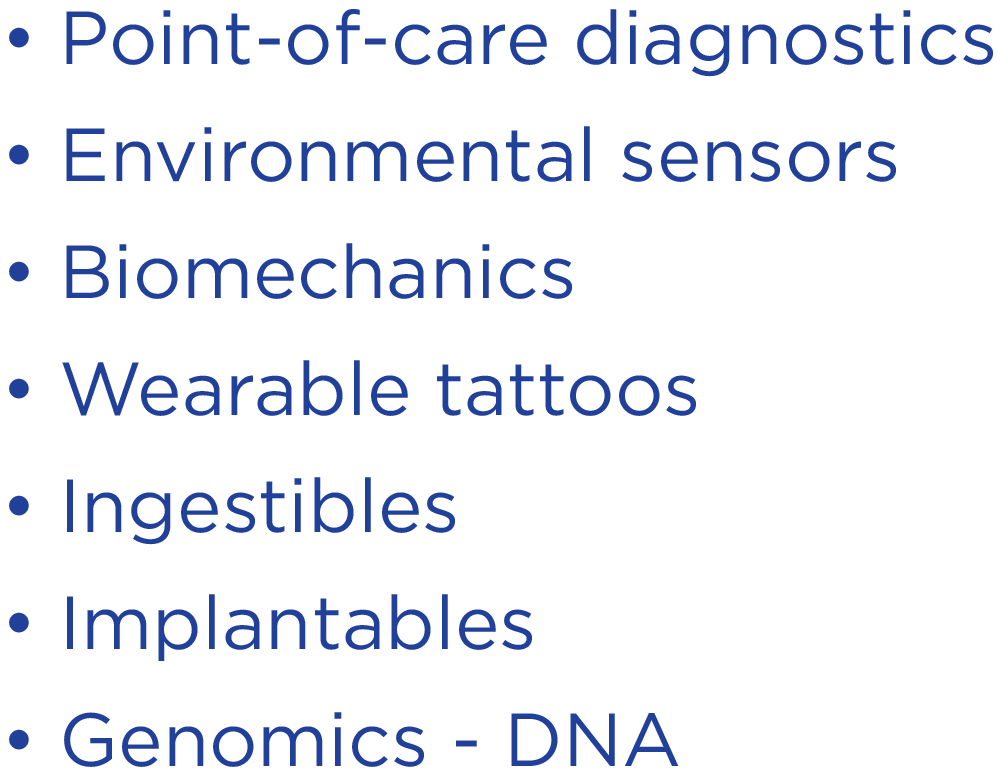 • Point-of-care diagnostics
• Environmental sensors
• Biomechanics
• Wearable tattoos
• Ingestibles
• Implantables
• Genomics - DNA